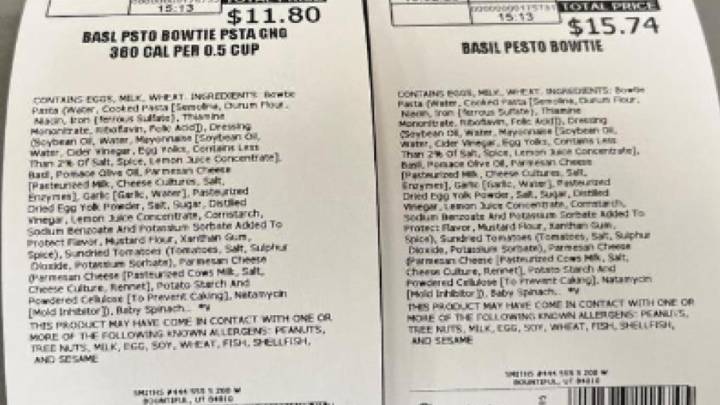 TOTAL PRICE
15:13
$11.80
BASL PSTO BOWTIE PSTA GNG
360 CAL PER 0.5 CUP
CONTAINS EGGS, MILK, WHEAT. INGREDIENTS: Bowtie
Pasta (Water, Cooked Pasta [Semolina, Durum Flour,
Niacin, Iron {ferrous Sulfate}, Thiamine
Mononitrate, Riboflavin, Folic Acid]), Dressing
(Soybean Oil, Water, Mayonnaise [Soybean Oil,
Water, Cider Vinegar, Egg Yolks, Contains Less
Than 2% Of Salt, Spice, Lemon Juice Concentrate],
Basil, Pomace Olive Oil, Parmesan Cheese
[Pasteurized Milk, Cheese Cultures, Salt,
Enzymes], Garlic [Garlic, Water], Pasteurized
Dried Egg Yolk Powder, Salt, Sugar, Distilled
Vinegar, Lemon Juice Concentrate, Cornstarch,
Sodium Benzoate And Potassium Sorbate Added To
Protect Flavor, Mustard Flour, Xanthan Gum,
Spice), Sundried Tomatoes (Tomatoes, Salt, Sulphur
Dioxide, Potassium Sorbate), Parmesan Cheese
(Parmesan Cheese [Pasteurized Cows Milk, Salt,
Cheese Culture, Rennet], Potato Starch And
Powdered Cellulose [To Prevent Caking], Natamycin
[Mold Inhibitor]), Baby Spinach...
THIS PRODUCT MAY HAVE COME IN CONTACT WITH ONE OR
MORE OF THE FOLLOWING KNOWN ALLERGENS: PEANUTS,
TREE NUTS, MILK, EGG, SOY, WHEAT, FISH, SHELLFISH,
AND SESAME
SMITHS #444 555 S 200 W
BOUNTIFUL, UT 84010
TOTAL PRICE
15:13
$15.74
BASIL PESTO BOWTIE
CONTAINS EGGS, MILK, WHEAT. INGREDIENTS: Bowtie
Pasta (Water, Cooked Pasta [Semolina, Durum Flour,
Niacin, Iron {ferrous Sulfate}, Thiamine
Mononitrate, Riboflavin, Folic Acid]), Dressing
(Soybean Oil, Water, Mayonnaise [Soybean Oil,
Water, Cider Vinegar, Egg Yolks, Contains Less
Than 2% Of Salt, Spice, Lemon Juice Concentrate],
Basil, Pomace Olive Oil, Parmesan Cheese
[Pasteurized Milk, Cheese Cultures, Salt,
Enzymes], Garlic [Garlic, Water], Pasteurized
Dried Egg Yolk Powder, Salt, Sugar, Distilled
Vinegar, Lemon Juice Concentrate, Cornstarch,
Sodium Benzoate And Potassium Sorbate Added To
Protect Flavor, Mustard Flour, Xanthan Gum,
Spice), Sundried Tomatoes (Tomatoes, Salt, Sulphur
Dioxide, Potassium Sorbate), Parmesan Cheese
(Parmesan Cheese [Pasteurized Cows Milk, Salt,
Cheese Culture, Rennet], Potato Starch And
Powdered Cellulose [To Prevent Caking], Natamycin
[Mold Inhibitor]), Baby Spinach...
THIS PRODUCT MAY HAVE COME IN CONTACT WITH ONE OR
MORE OF THE FOLLOWING KNOWN ALLERGENS: PEANUTS,
TREE NUTS, MILK, EGG, SOY, WHEAT, FISH, SHELLFISH,
AND SESAME
SMITHS #444 555 S 200 W
BOUNTIFUL, UT 84010